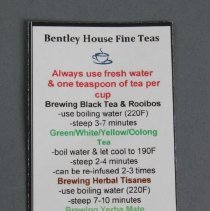 Bentley House Fine Teas
Always use fresh water
& one teaspoon of tea per
cup
Brewing Black Tea & Rooibos
-use boiling water (220F)
-steep 3-7 minutes
Green/White/Yellow/Oolong
Tea
-boil water & let cool to 190F
-steep 2-4 minutes
-can be re-infused 2-3 times
Brewing Herbal Tisanes
-use boiling water (220F)
-steep 7-10 minutes
Brewing Yerba Mate